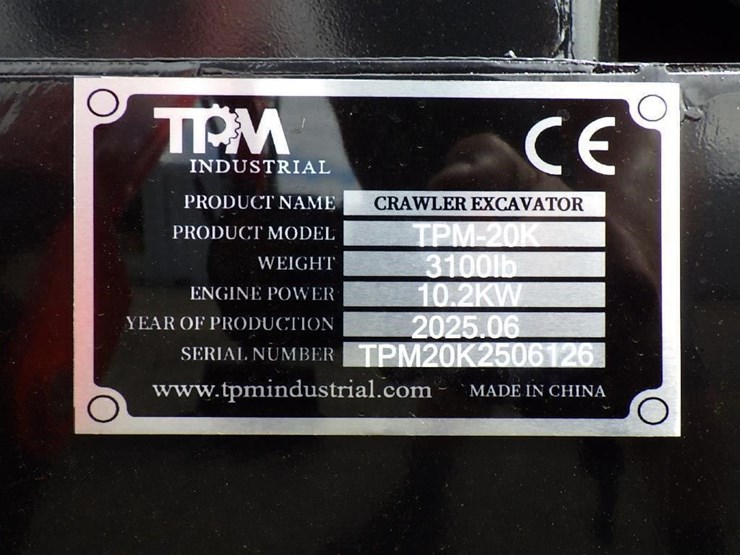 TPM
INDUSTRIAL
CE
PRODUCT NAME CRAWLER EXCAVATOR
PRODUCT MODEL TPM-20K
WEIGHT 3100lb
ENGINE POWER 10.2KW
YEAR OF PRODUCTION 2025.06
SERIAL NUMBER TPM20K2506126
www.tpmindustrial.com MADE IN CHINA